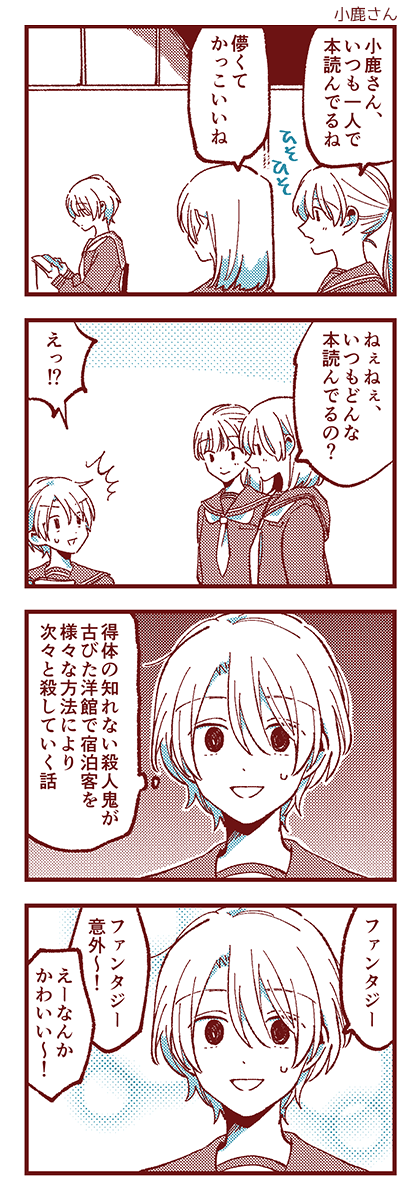 小鹿さん
小鹿さん、
いつも一人で
本読んでるね
儚くて
かっこいいね
ひそ
ひそ
ねぇねぇ、
いつもどんな
本読んでるの?
えっ!?
得体の知れない殺人鬼が
古びた洋館で宿泊客を
様々な方法により
次々と殺していく話
ファンタジー
ファンタジー
意外〜!
えーなんか
かわいい〜!